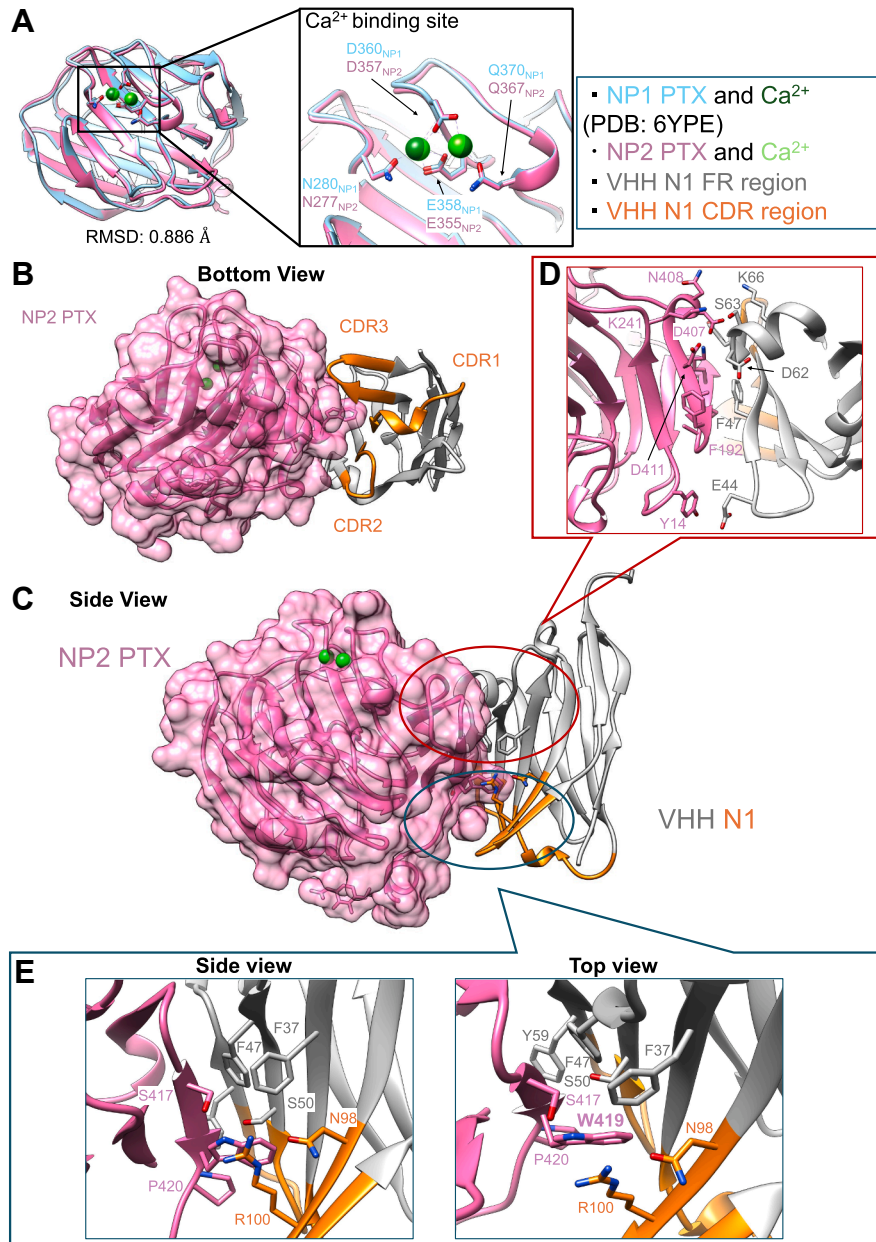 A
Ca²⁺ binding site
D360NP1
D357NP2
Q370NP1
Q367NP2
N280NP1
N277NP2
E358NP1
E355NP2
RMSD: 0.886 Å
▪ NP1 PTX and Ca²⁺
(PDB: 6YPE)
· NP2 PTX and Ca²⁺
▪ VHH N1 FR region
▪ VHH N1 CDR region
B
Bottom View
NP2 PTX
CDR3
CDR1
CDR2
D
N408
K66
S63
K241
D407
D62
F47
F192
D411
E44
Y14
C
Side View
NP2 PTX
VHH N1
E
Side view
F37
F47
S417
S50
N98
P420
R100
Top view
Y59
F47
F37
S50
S417
W419
N98
P420
R100